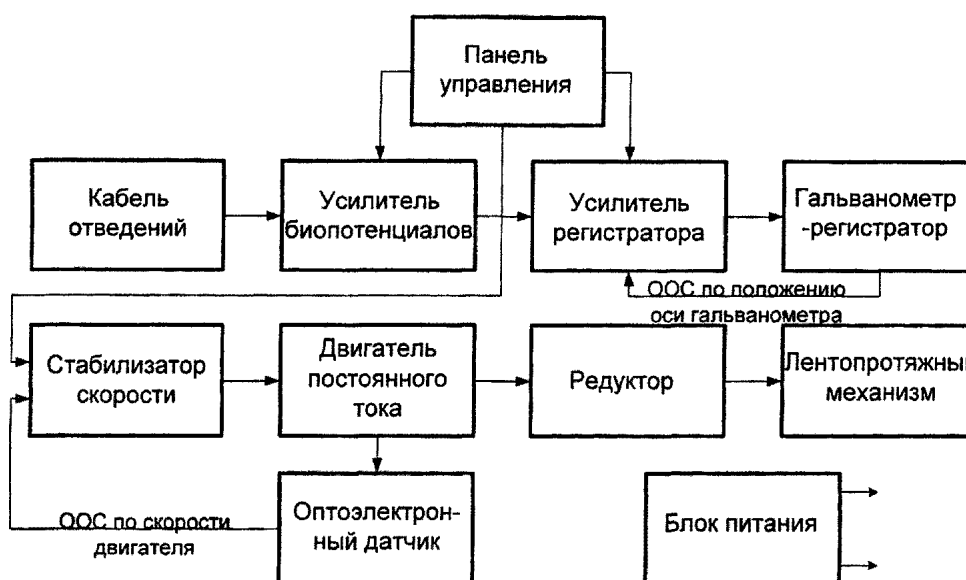 Панель
управления
Кабель
отведений
Усилитель
биопотенциалов
Усилитель
регистратора
Гальванометр
-регистратор
ООС по положению
оси гальванометра
Стабилизатор
скорости
Двигатель
постоянного
тока
Редуктор
Лентопротяжный
механизм
ООС по скорости
двигателя
Оптоэлектрон-
ный датчик
Блок питания